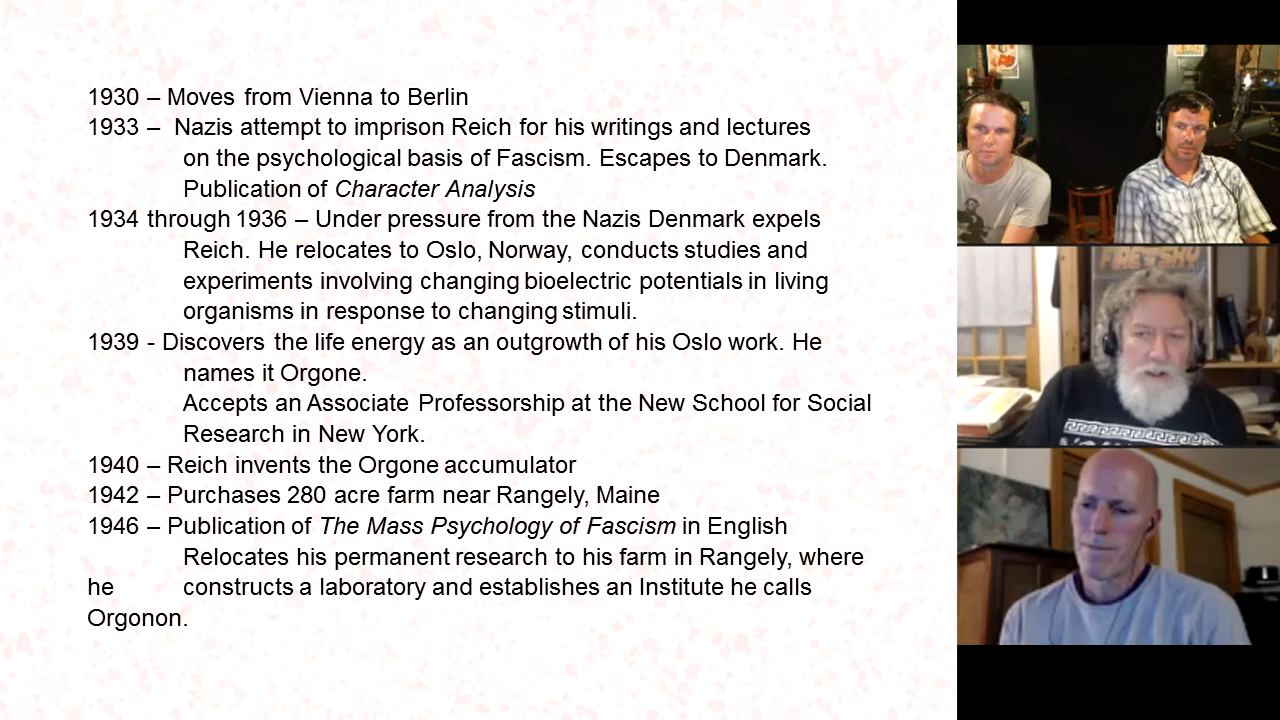 1930 – Moves from Vienna to Berlin
1933 – Nazis attempt to imprison Reich for his writings and lectures
on the psychological basis of Fascism. Escapes to Denmark.
Publication of Character Analysis
1934 through 1936 – Under pressure from the Nazis Denmark expels
Reich. He relocates to Oslo, Norway, conducts studies and
experiments involving changing bioelectric potentials in living
organisms in response to changing stimuli.
1939 - Discovers the life energy as an outgrowth of his Oslo work. He
names it Orgone.
Accepts an Associate Professorship at the New School for Social
Research in New York.
1940 – Reich invents the Orgone accumulator
1942 – Purchases 280 acre farm near Rangely, Maine
1946 – Publication of The Mass Psychology of Fascism in English
Relocates his permanent research to his farm in Rangely, where
he constructs a laboratory and establishes an Institute he calls
Orgonon.